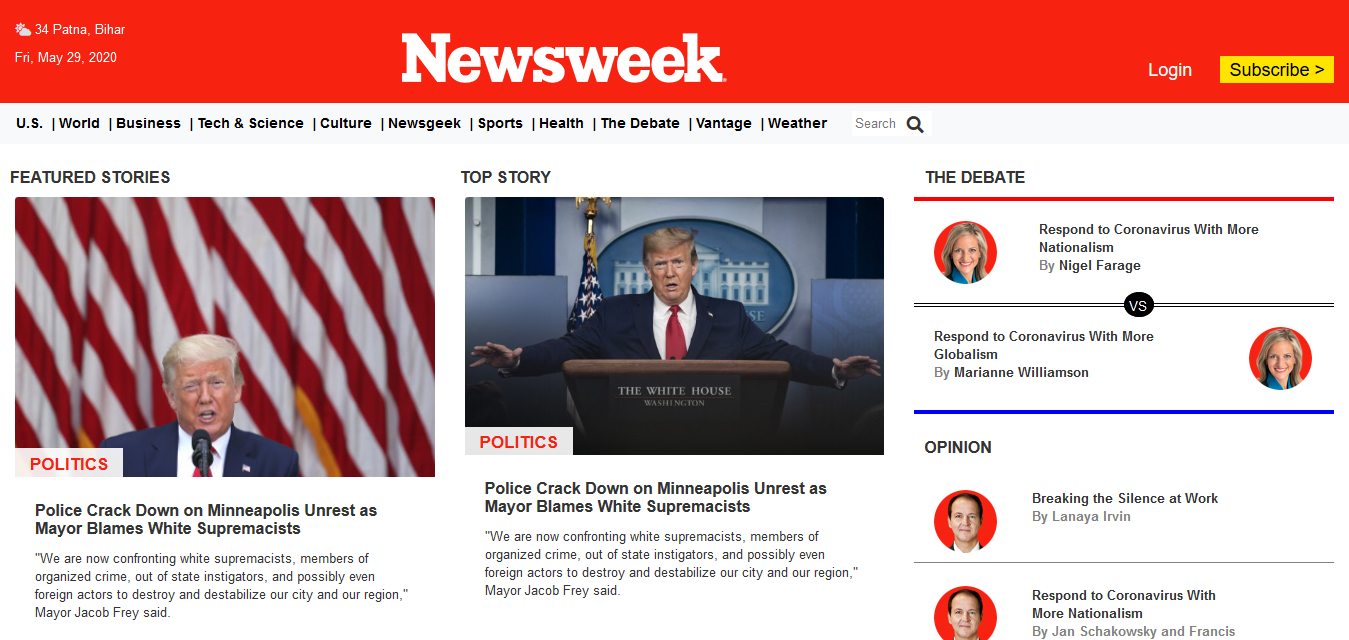 34 Patna, Bihar
Fri, May 29, 2020
Newsweek
Login
Subscribe >
U.S. | World | Business | Tech & Science | Culture | Newsgeek | Sports | Health | The Debate | Vantage | Weather
Search
FEATURED STORIES
POLITICS
Police Crack Down on Minneapolis Unrest as
Mayor Blames White Supremacists
"We are now confronting white supremacists, members of
organized crime, out of state instigators, and possibly even
foreign actors to destroy and destabilize our city and our region,"
Mayor Jacob Frey said.
TOP STORY
THE WHITE HOUSE
WASHINGTON
POLITICS
Police Crack Down on Minneapolis Unrest as
Mayor Blames White Supremacists
"We are now confronting white supremacists, members of
organized crime, out of state instigators, and possibly even
foreign actors to destroy and destabilize our city and our region,"
Mayor Jacob Frey said.
THE DEBATE
Respond to Coronavirus With More
Nationalism
By Nigel Farage
VS
Respond to Coronavirus With More
Globalism
By Marianne Williamson
OPINION
Breaking the Silence at Work
By Lanaya Irvin
Respond to Coronavirus With
More Nationalism
By Jan Schakowsky and Francis